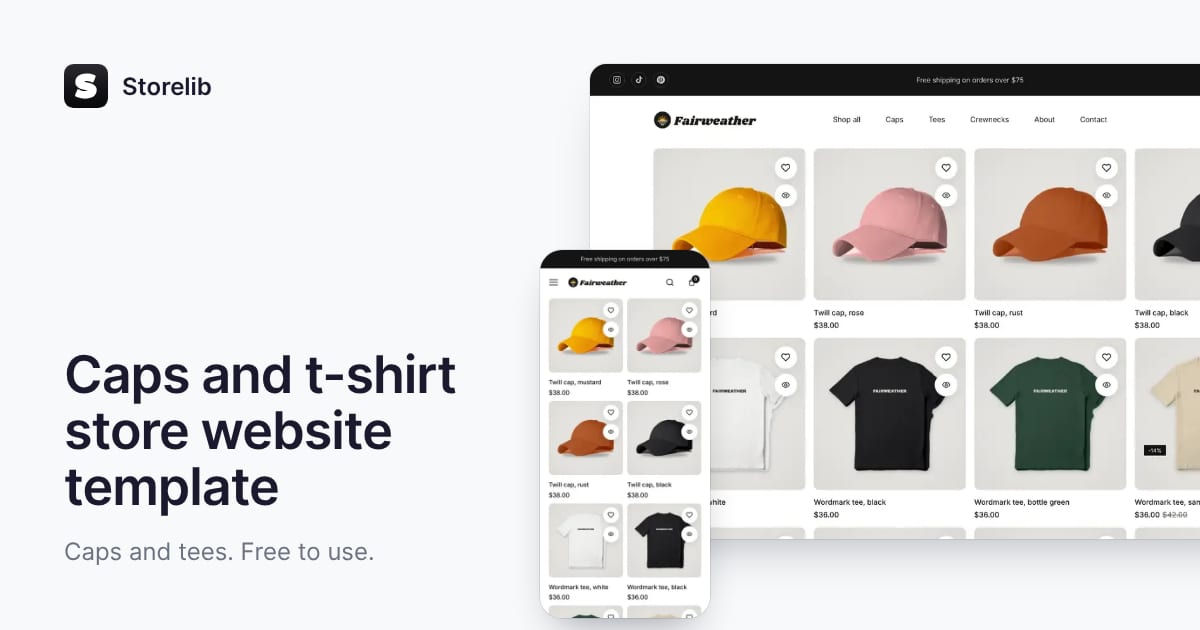 Storelib
Caps and t-shirt
store website
template
Caps and tees. Free to use.
Free shipping on orders over $75
Fairweather
Shop all
Caps
Tees
Crewnecks
About
Contact
rd
Twill cap, rose
$38.00
Twill cap, rust
$38.00
Twill cap, black
$38.00
FAIRWEATHER
FAIRWEATHER
FAIRWEATHER
-14%
white
Wordmark tee, black
$36.00
Wordmark tee, bottle green
$36.00
Wordmark tee, san
$36.00 $42.00
Free shipping on orders over $75
Fairweather
Twill cap, mustard
$38.00
Twill cap, rose
$38.00
Twill cap, rust
$38.00
Twill cap, black
$38.00
Wordmark tee, white
$36.00
Wordmark tee, black
$36.00